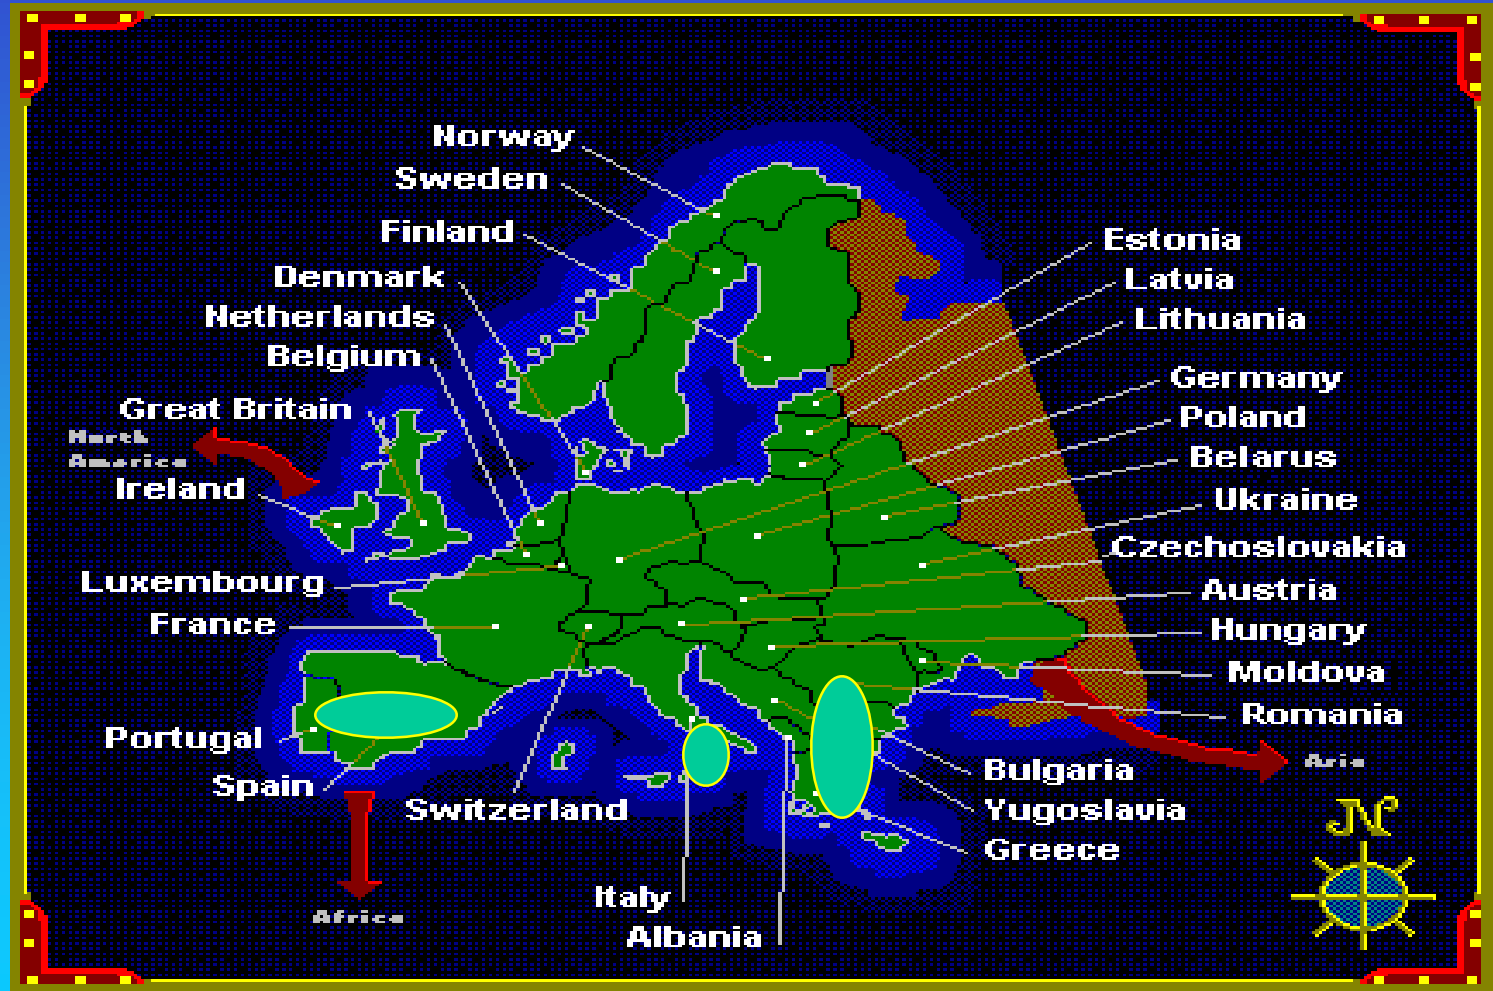 Norway
Sweden
Finland
Denmark
Netherlands
Belgium
Great Britain
North
America
Ireland
Luxembourg
France
Portugal
Spain
Switzerland
Africa
Italy
Albania
Estonia
Latvia
Lithuania
Germany
Poland
Belarus
Ukraine
Czechoslovakia
Austria
Hungary
Moldova
Romania
Bulgaria
Yugoslavia
Greece
N